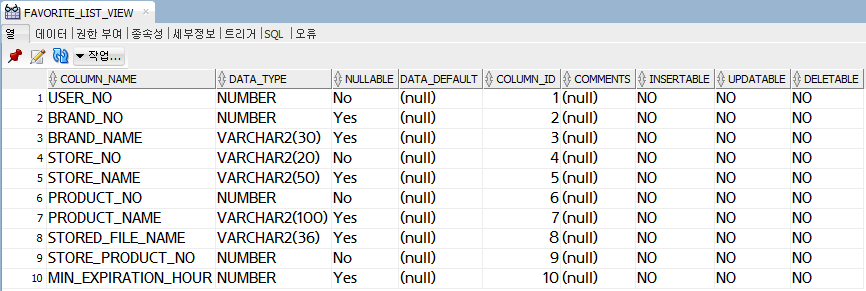 FAVORITE_LIST_VIEW
열 데이터 권한 부여 종속성 세부정보 트리거 SQL 오류
작업...
COLUMN_NAME DATA_TYPE NULLABLE DATA_DEFAULT COLUMN_ID COMMENTS INSERTABLE UPDATABLE DELETABLE
1 USER_NO NUMBER No (null) 1 (null) NO NO NO
2 BRAND_NO NUMBER Yes (null) 2 (null) NO NO NO
3 BRAND_NAME VARCHAR2(30) Yes (null) 3 (null) NO NO NO
4 STORE_NO VARCHAR2(20) No (null) 4 (null) NO NO NO
5 STORE_NAME VARCHAR2(50) Yes (null) 5 (null) NO NO NO
6 PRODUCT_NO NUMBER No (null) 6 (null) NO NO NO
7 PRODUCT_NAME VARCHAR2(100) Yes (null) 7 (null) NO NO NO
8 STORED_FILE_NAME VARCHAR2(36) Yes (null) 8 (null) NO NO NO
9 STORE_PRODUCT_NO NUMBER No (null) 9 (null) NO NO NO
10 MIN_EXPIRATION_HOUR NUMBER Yes (null) 10 (null) NO NO NO